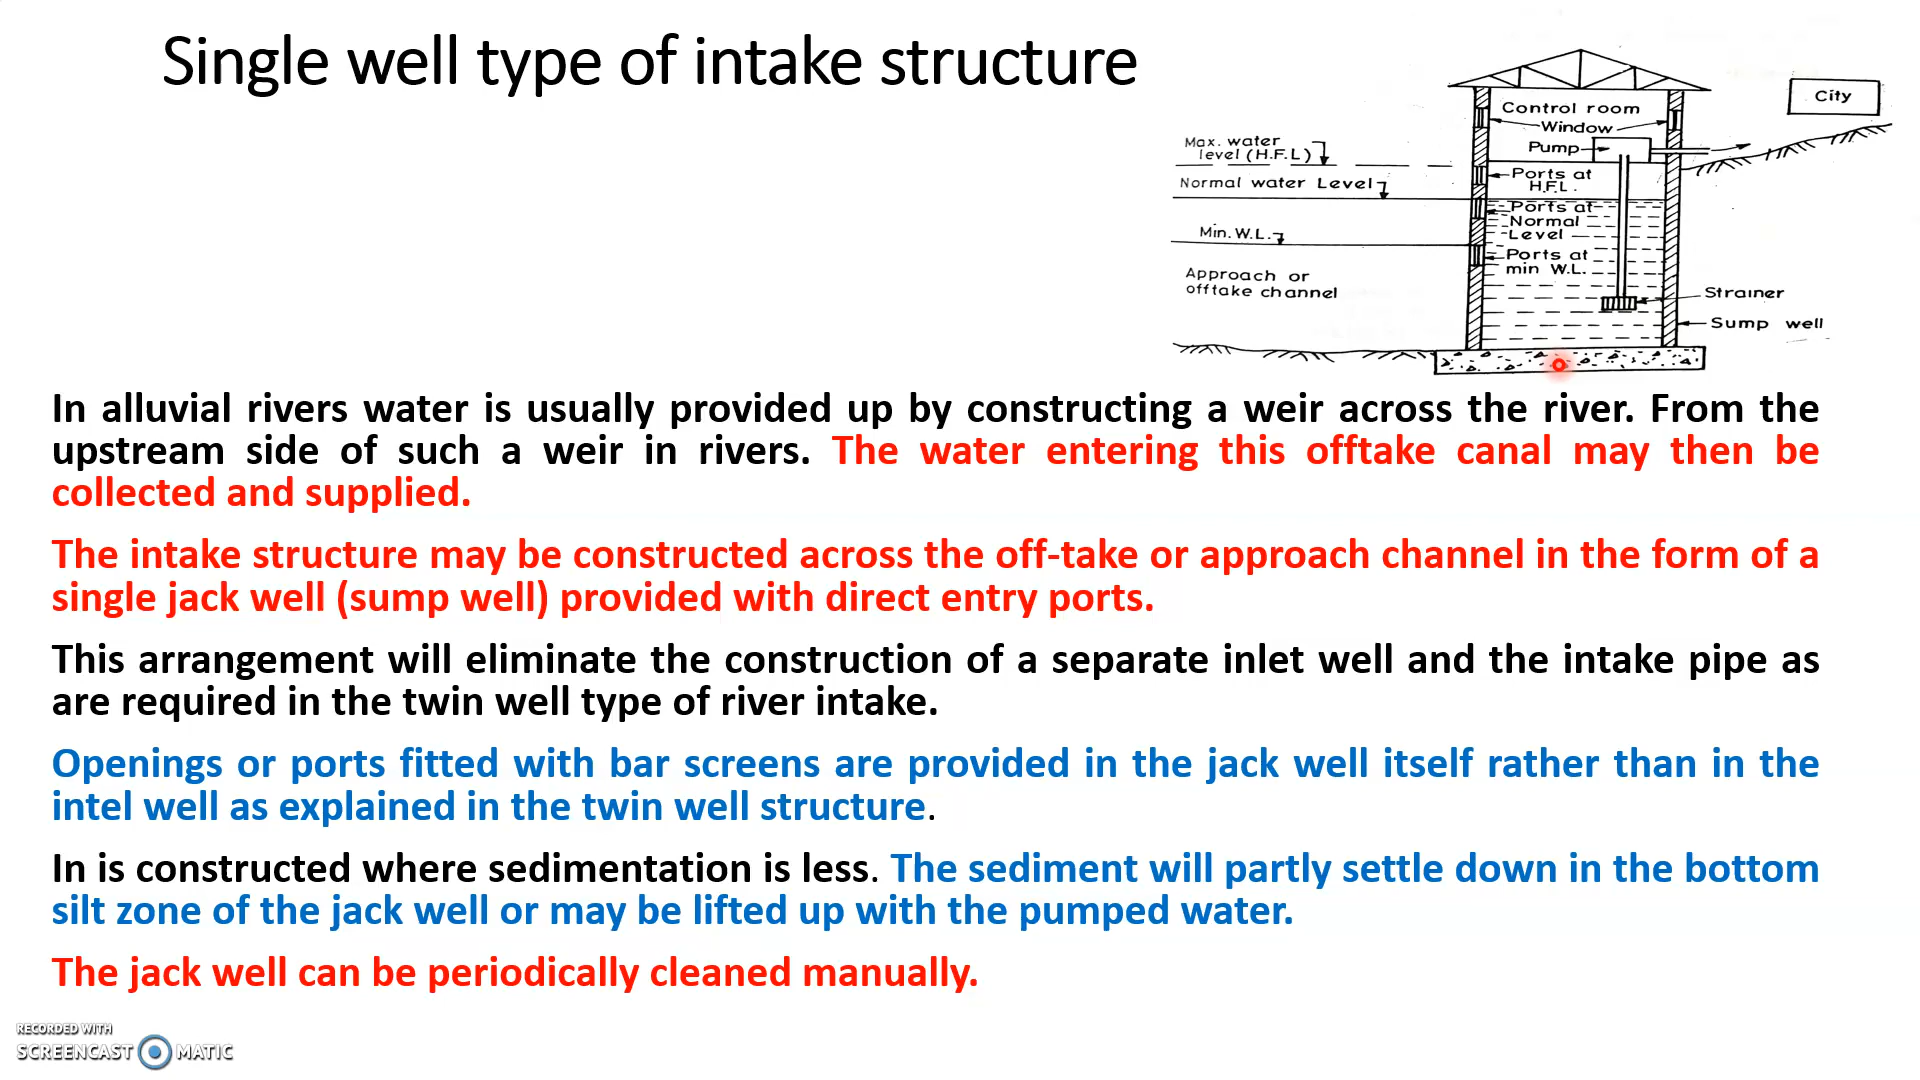 Single well type of intake structure
City
Control room
Window
Pump
Max. water
level (H.F.L)
Ports at
H.F.L.
Normal water Level
Ports at
Normal
Level
Min. W.L.
Ports at
min W.L.
Approach or
offtake channel
Strainer
Sump well
In alluvial rivers water is usually provided up by constructing a weir across the river. From the
upstream side of such a weir in rivers. The water entering this offtake canal may then be
collected and supplied.
The intake structure may be constructed across the off-take or approach channel in the form of a
single jack well (sump well) provided with direct entry ports.
This arrangement will eliminate the construction of a separate inlet well and the intake pipe as
are required in the twin well type of river intake.
Openings or ports fitted with bar screens are provided in the jack well itself rather than in the
intel well as explained in the twin well structure.
In is constructed where sedimentation is less. The sediment will partly settle down in the bottom
silt zone of the jack well or may be lifted up with the pumped water.
The jack well can be periodically cleaned manually.
RECORDED WITH
SCREENCAST MATIC